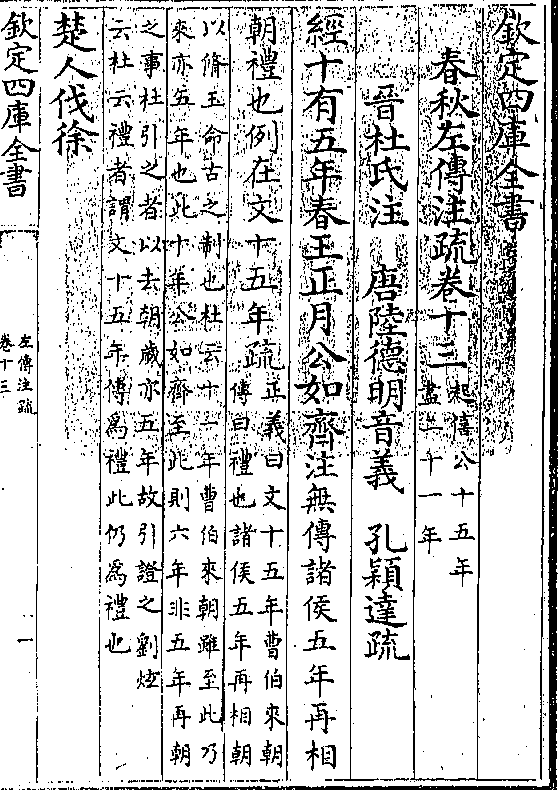 欽定四庫全書
春秋左傳注疏卷十三
起僖公十五年
盡二十一年
晉杜氏注 唐陸德明音義 孔穎達疏
經十有五年春王正月公如齊注無傳諸侯五年再相
朝禮也例在文十五年疏
正義曰文十五年曹伯來朝
傳曰禮也諸侯五年再相朝
以脩王命古之制也杜云十一年曹伯來朝雖至此乃
來亦五年也此十年公如齊至此則六年非五年再朝
之事杜引之者以去朝歲亦五年故引證之劉炫
云杜云禮者謂文十五年傳為禮此仍為禮也
楚人伐徐
欽定四庫全書
左傳注疏
卷十三
一